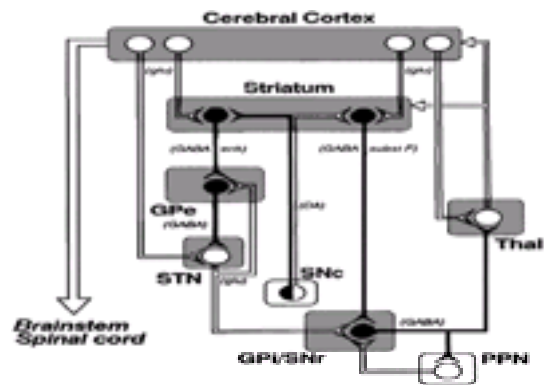 Cerebral Cortex
(glu)
(glu)
Striatum
(GABA enk)
(GABA subst P)
GPe
(GABA)
(DA)
Thal
STN
(glu)
SNc
Brainstem
Spinal cord
(GABA)
GPi/SNr
PPN